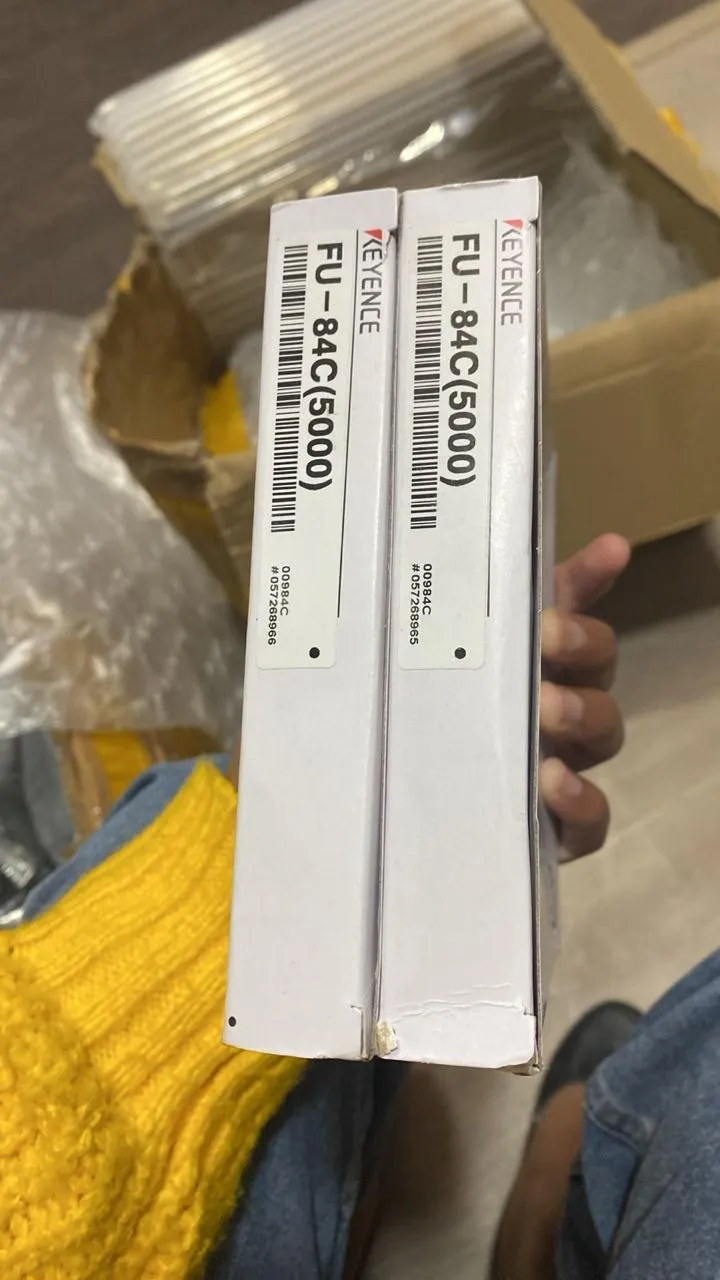 KEYENCE
FU-84C(5000)
00984C
#057268966
KEYENCE
FU-84C(5000)
00984C
#057268965